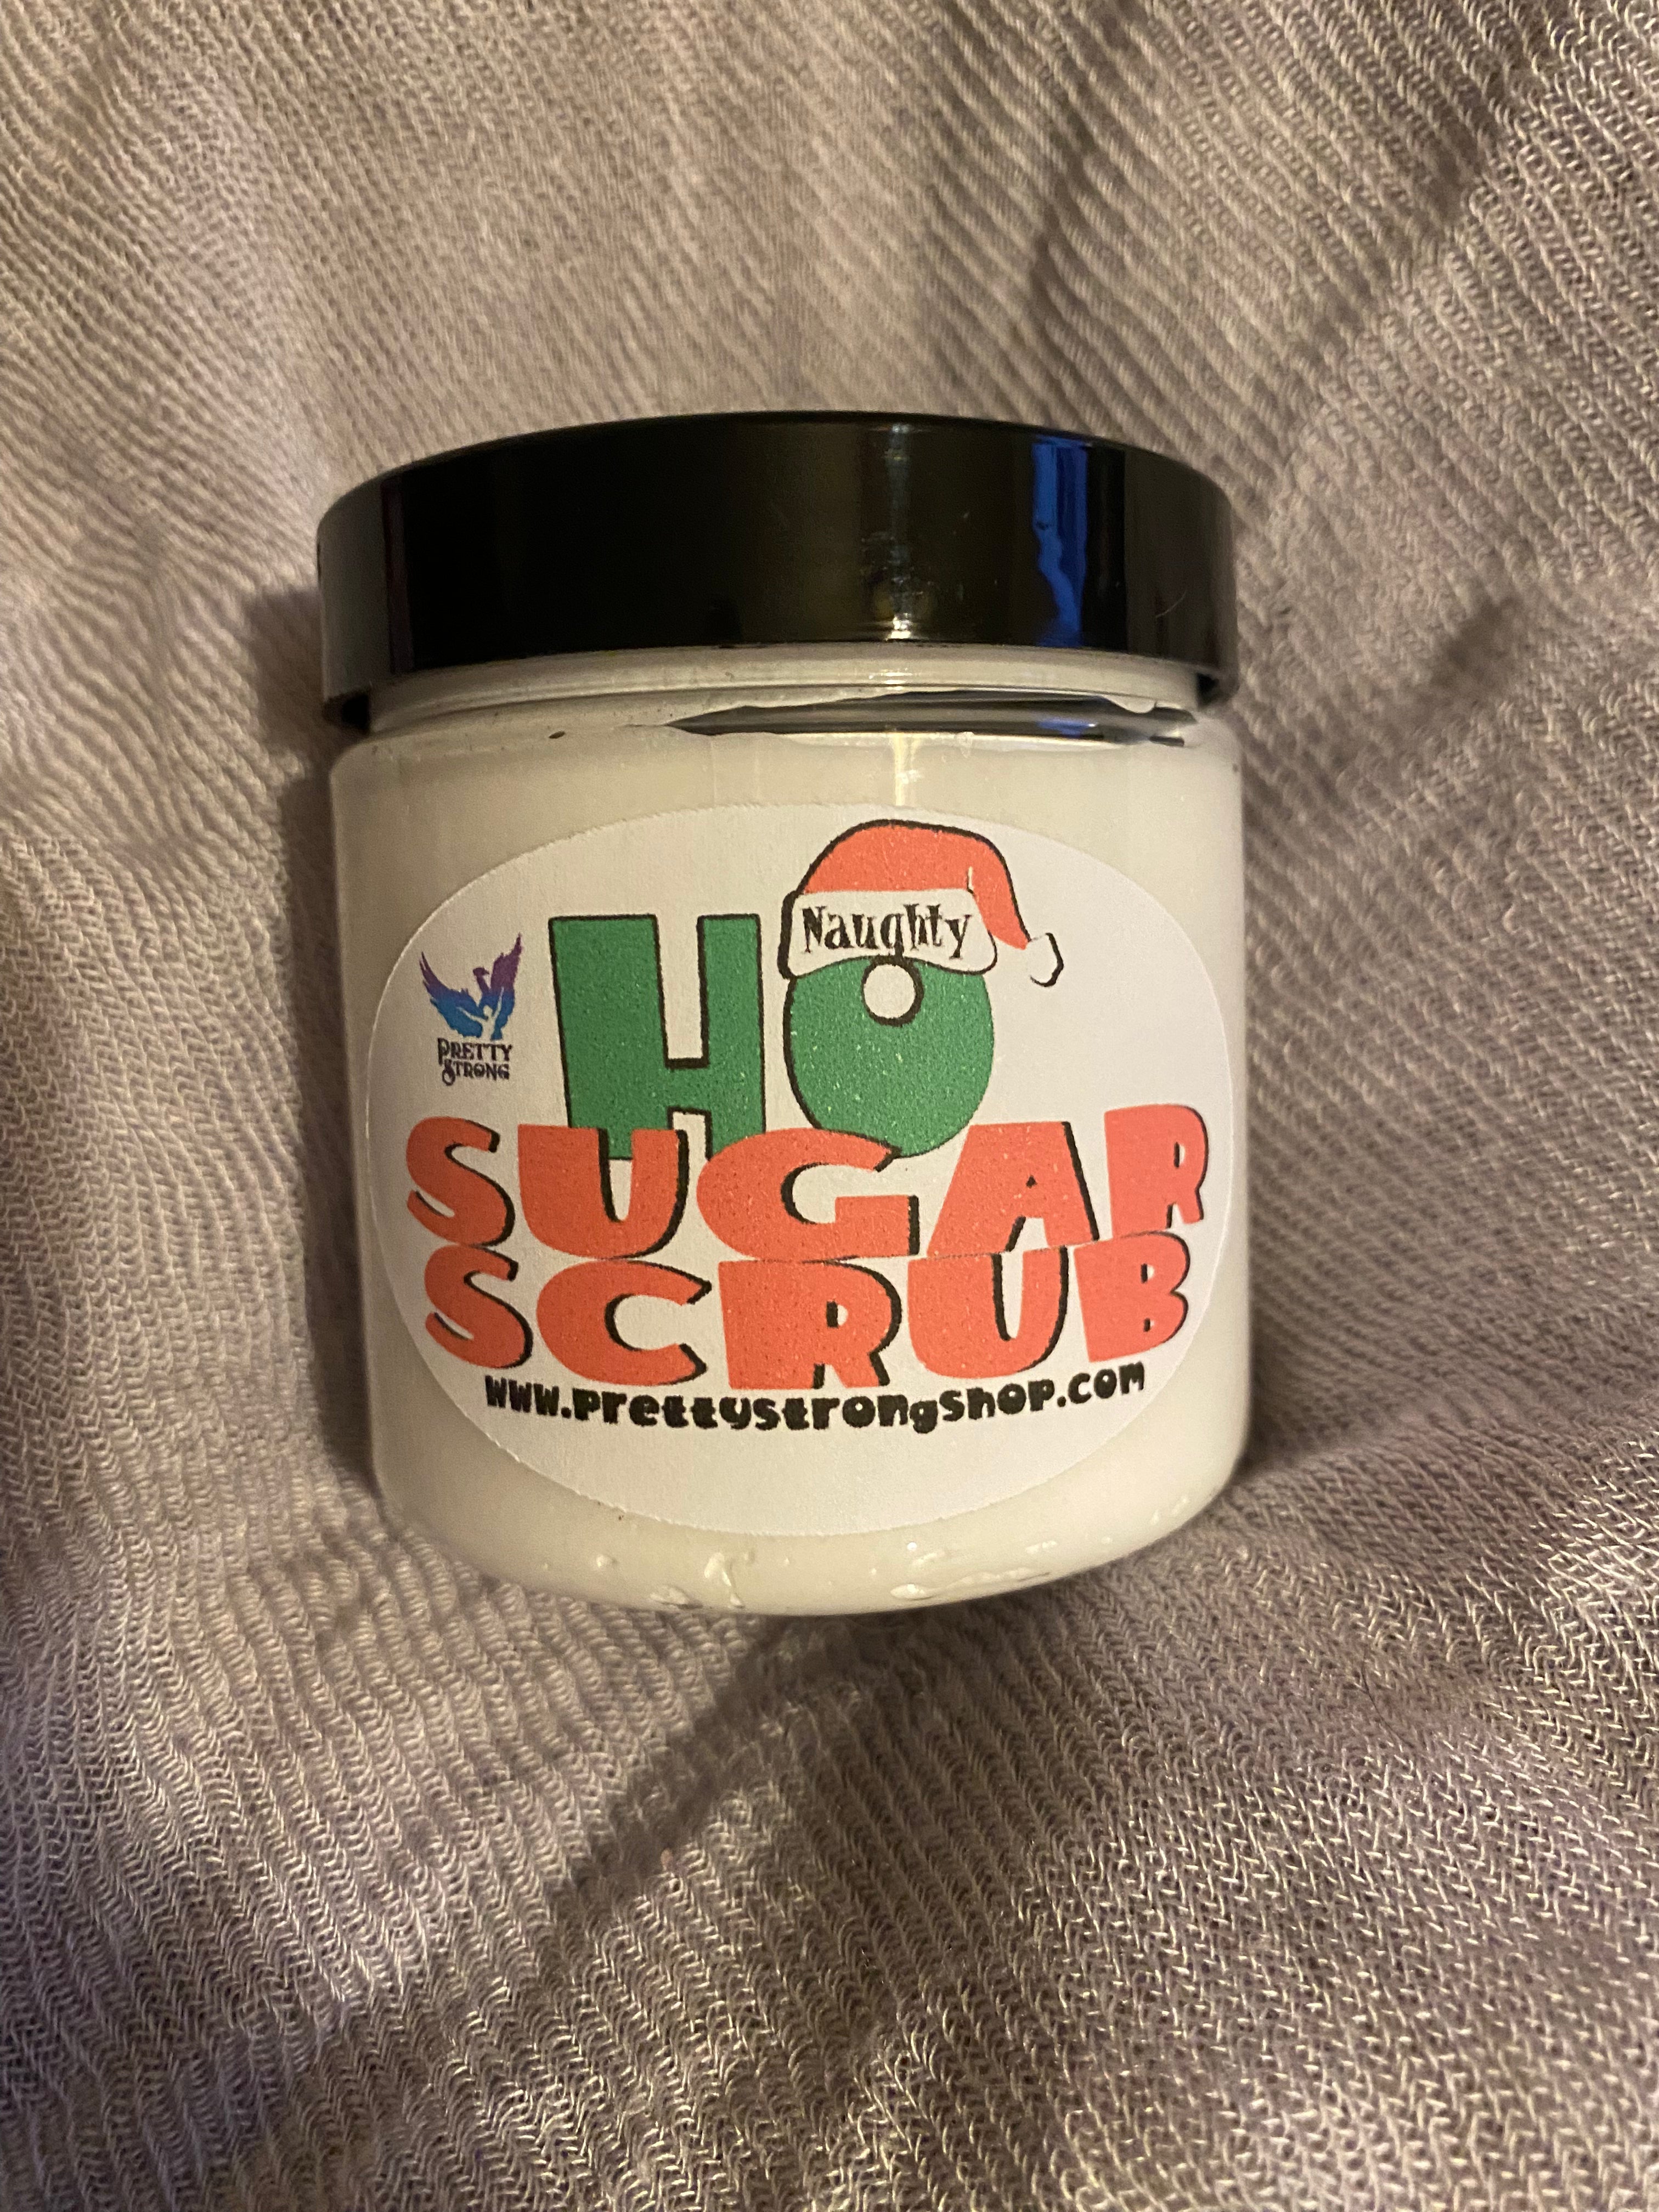 Naughty
HO
PRETTY
STRONG
SUGAR
SCRUB
www.prettystrongshop.com